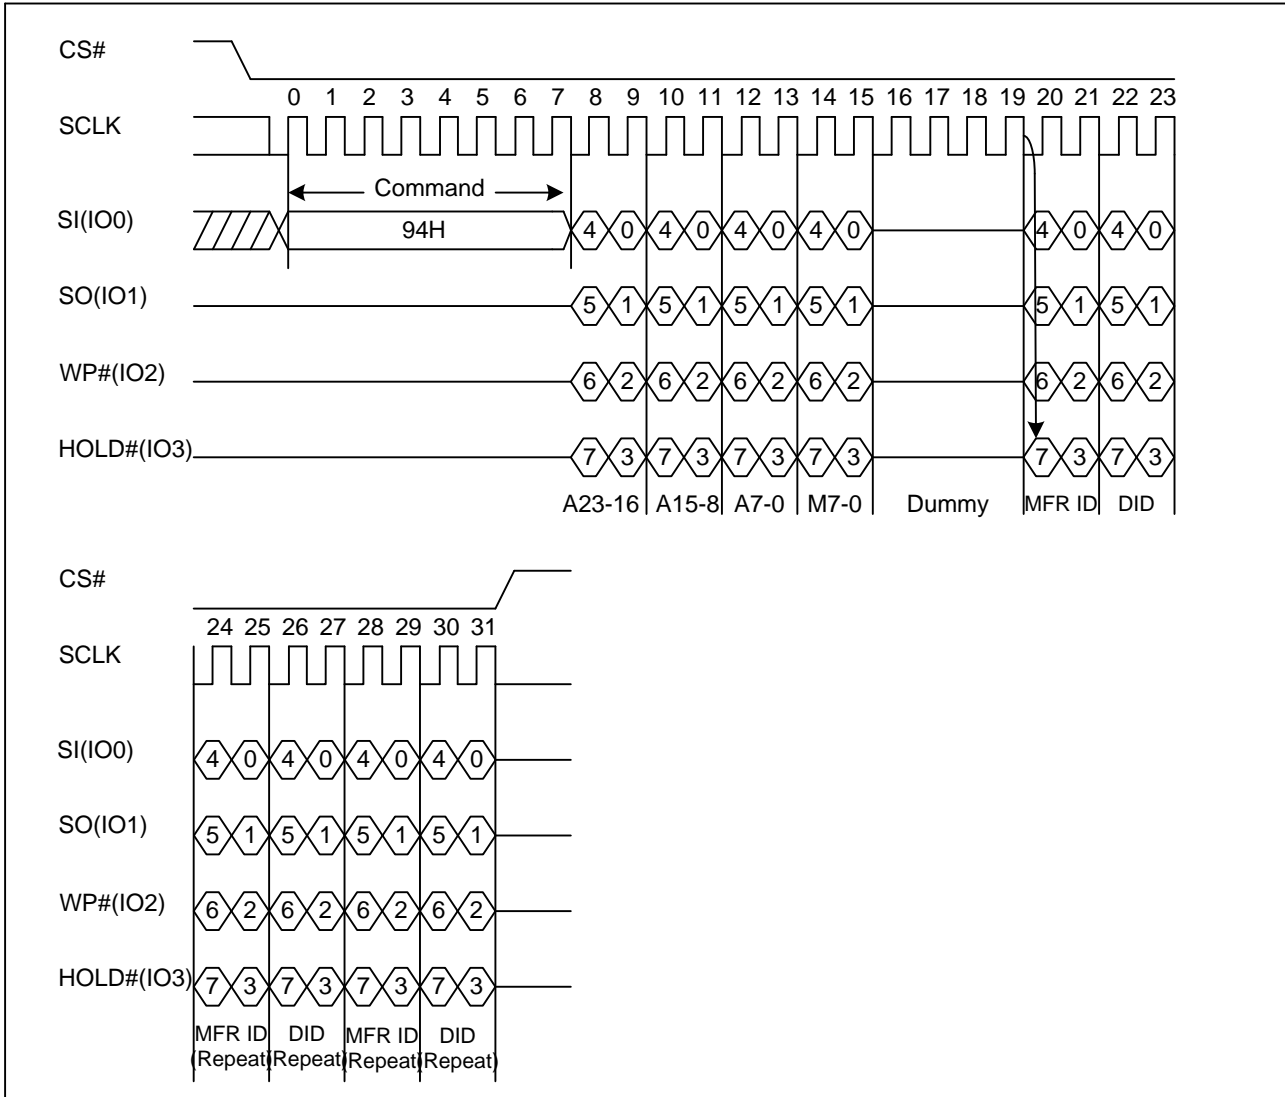 CS#
0 1 2 3 4 5 6 7 8 9 10 11 12 13 14 15 16 17 18 19 20 21 22 23
SCLK
Command
SI(IO0) 94H 4 0 4 0 4 0 4 0 4 0 4 0
SO(IO1) 5 1 5 1 5 1 5 1 5 1 5 1
WP#(IO2) 6 2 6 2 6 2 6 2 6 2 6 2
HOLD#(IO3) 7 3 7 3 7 3 7 3 7 3 7 3
A23-16 A15-8 A7-0 M7-0 Dummy MFR ID DID
CS#
24 25 26 27 28 29 30 31
SCLK
SI(IO0) 4 0 4 0 4 0 4 0
SO(IO1) 5 1 5 1 5 1 5 1
WP#(IO2) 6 2 6 2 6 2 6 2
HOLD#(IO3) 7 3 7 3 7 3 7 3
MFR ID DID MFR ID DID
(Repeat) (Repeat) (Repeat) (Repeat)